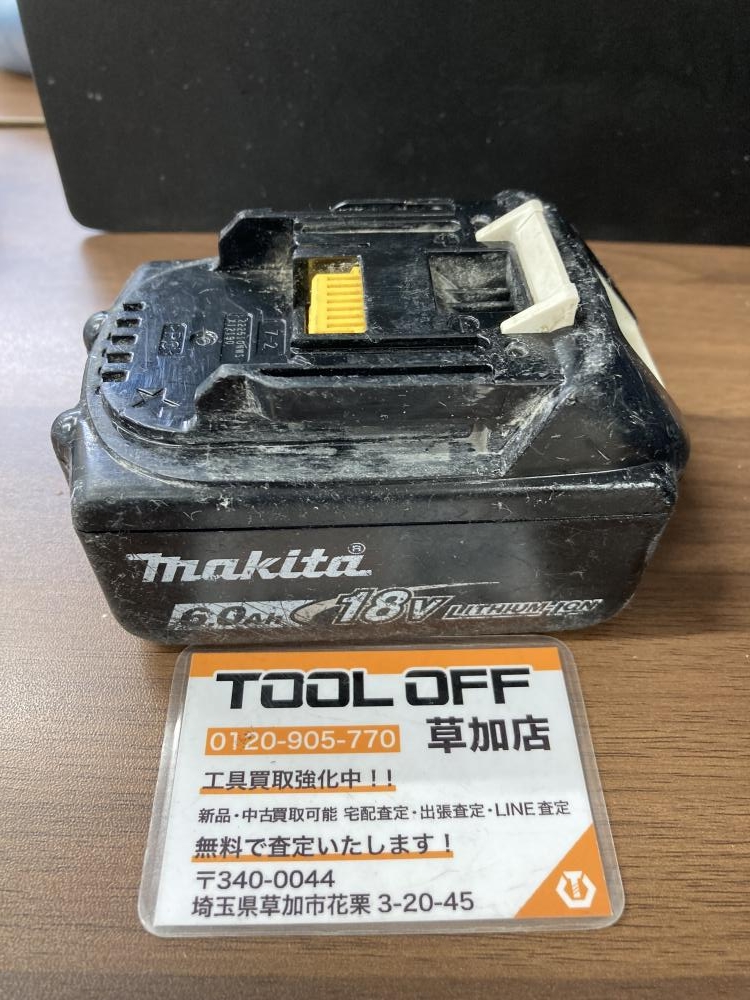 makita®
6.0Ah 18V LITHIUM-ION
TOOL OFF
0120-905-770 草加店
工具買取強化中!!
新品・中古買取可能 宅配査定・出張査定・LINE査定
無料で査定いたします!
〒340-0044
埼玉県草加市花栗 3-20-45